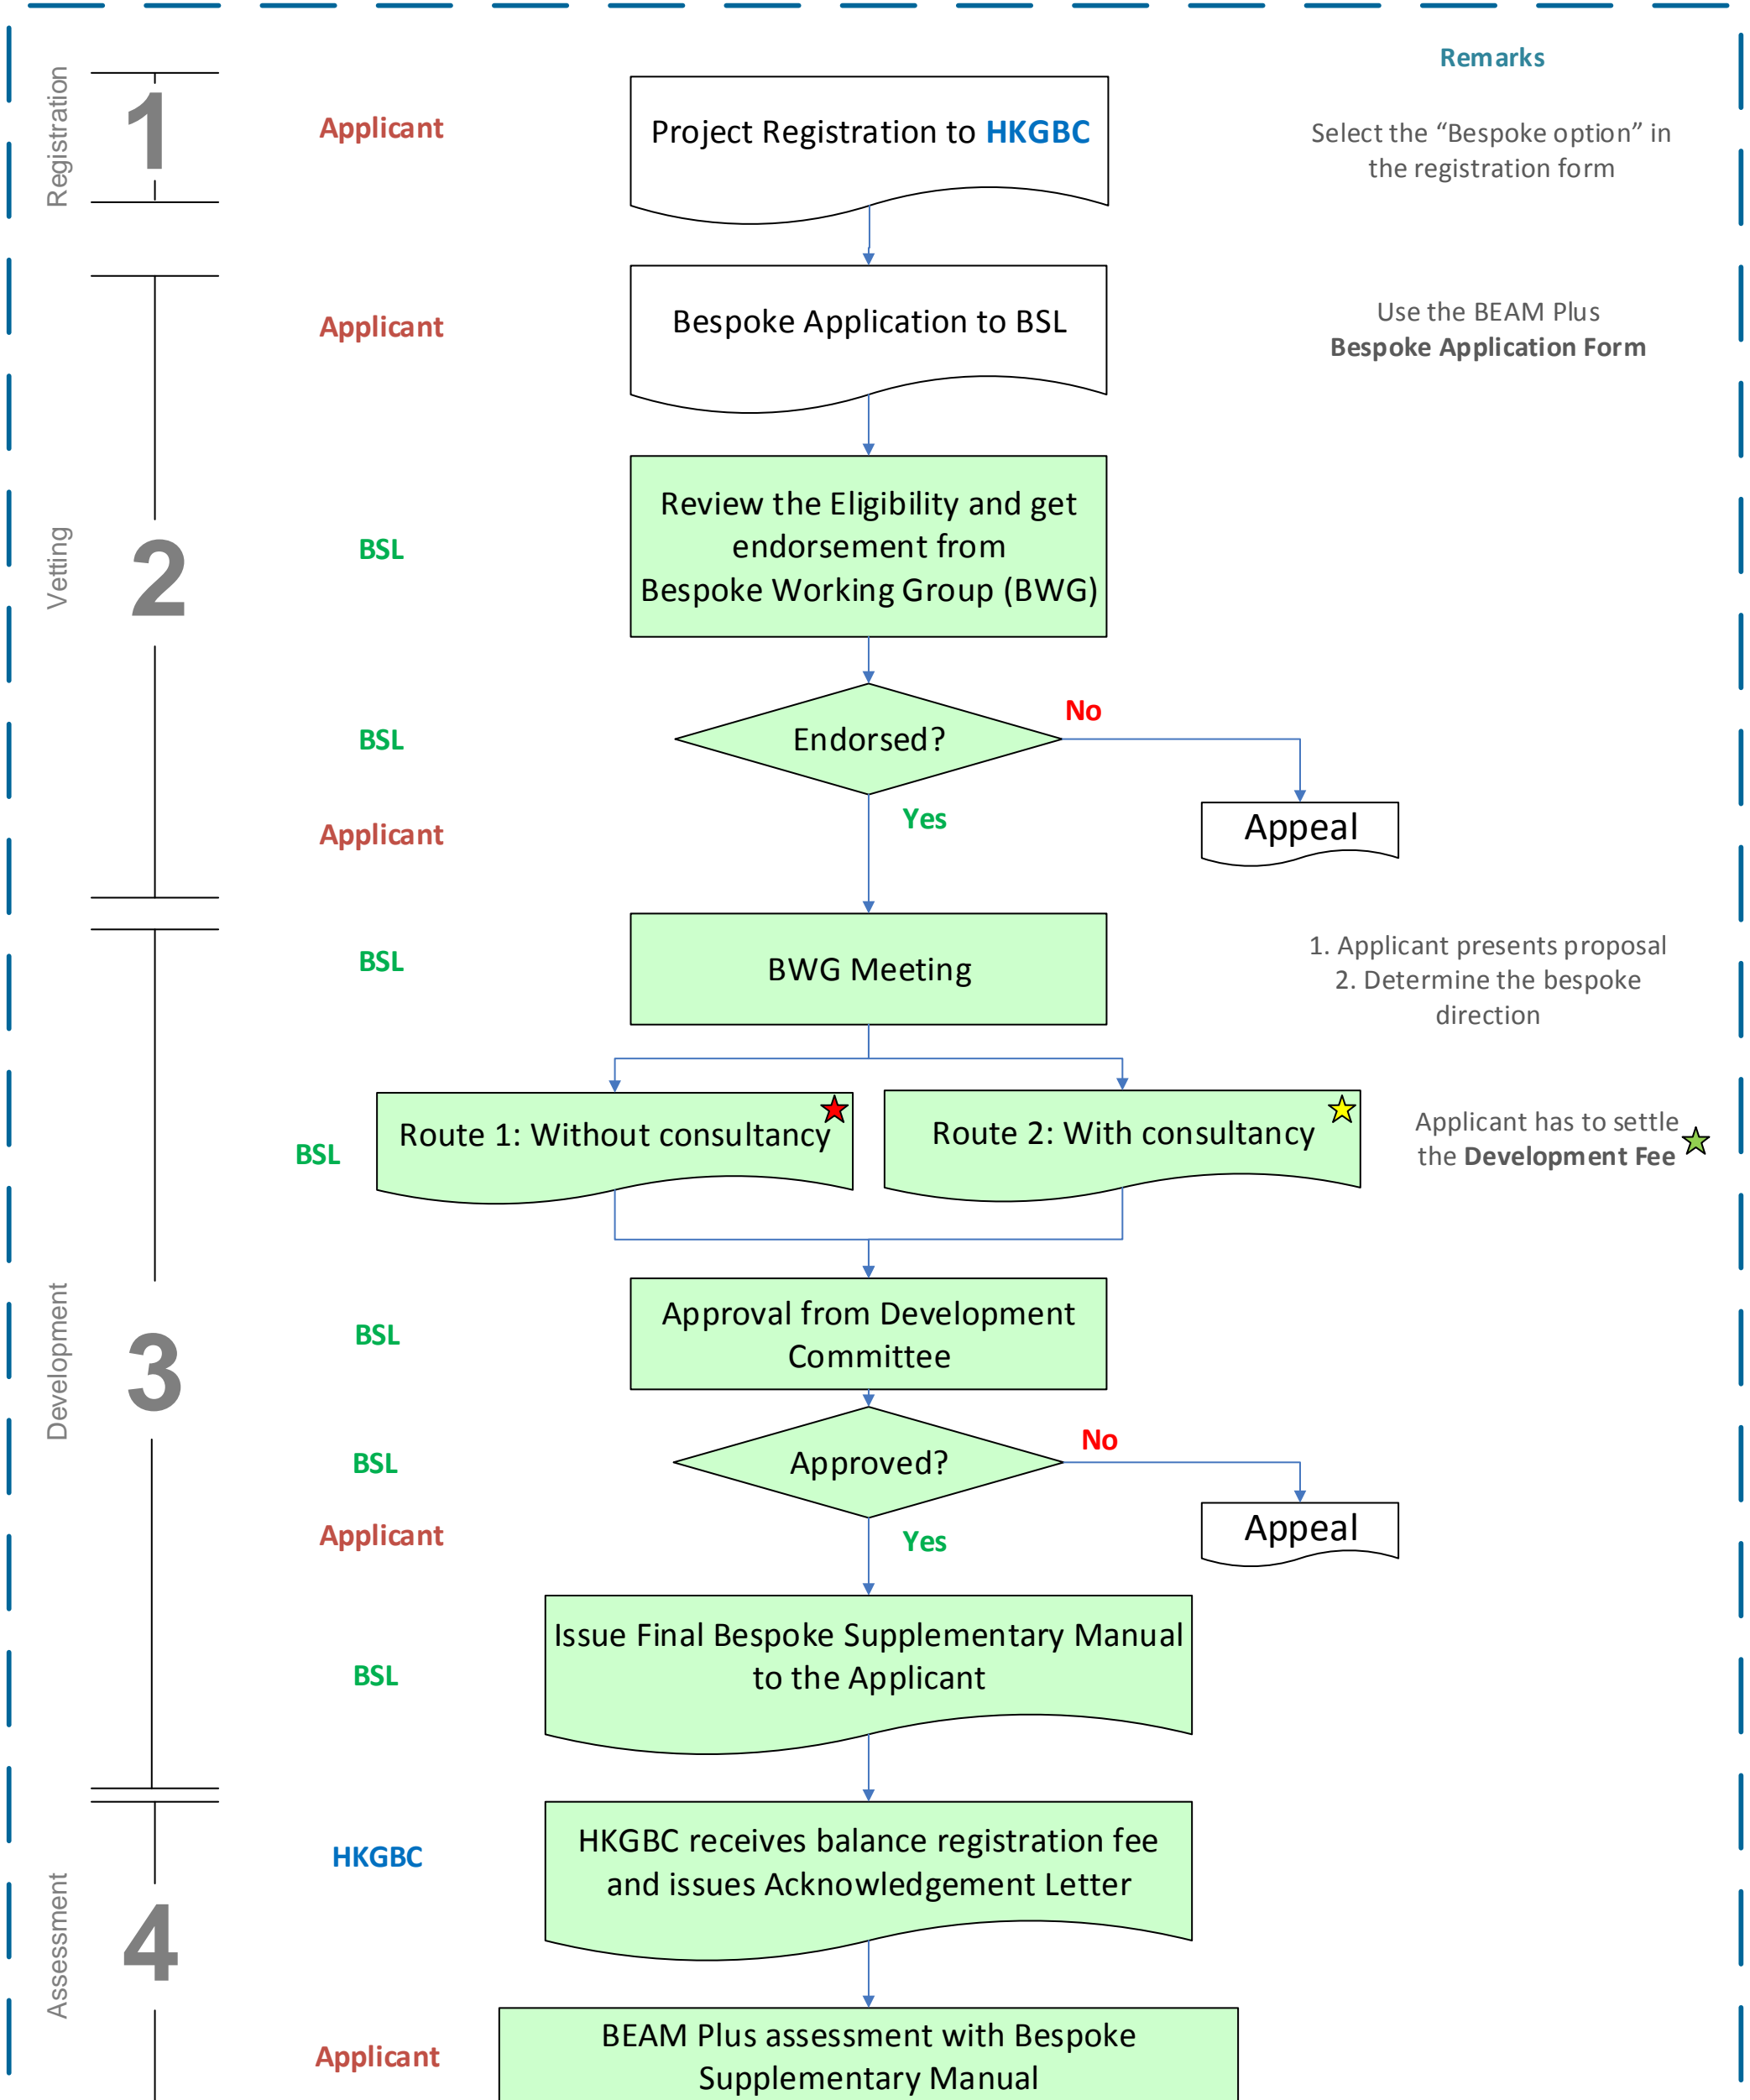 Remarks
Registration
1
Applicant
Project Registration to HKGBC
Select the “Bespoke option” in
the registration form
Vetting
2
Applicant
Bespoke Application to BSL
Use the BEAM Plus
Bespoke Application Form
BSL
Review the Eligibility and get
endorsement from
Bespoke Working Group (BWG)
BSL
Endorsed?
No
Yes
Applicant
Appeal
Development
3
BSL
BWG Meeting
1. Applicant presents proposal
2. Determine the bespoke
direction
BSL
Route 1: Without consultancy
Route 2: With consultancy
Applicant has to settle
the Development Fee
BSL
Approval from Development
Committee
BSL
Approved?
No
Yes
Applicant
Appeal
BSL
Issue Final Bespoke Supplementary Manual
to the Applicant
Assessment
4
HKGBC
HKGBC receives balance registration fee
and issues Acknowledgement Letter
Applicant
BEAM Plus assessment with Bespoke
Supplementary Manual